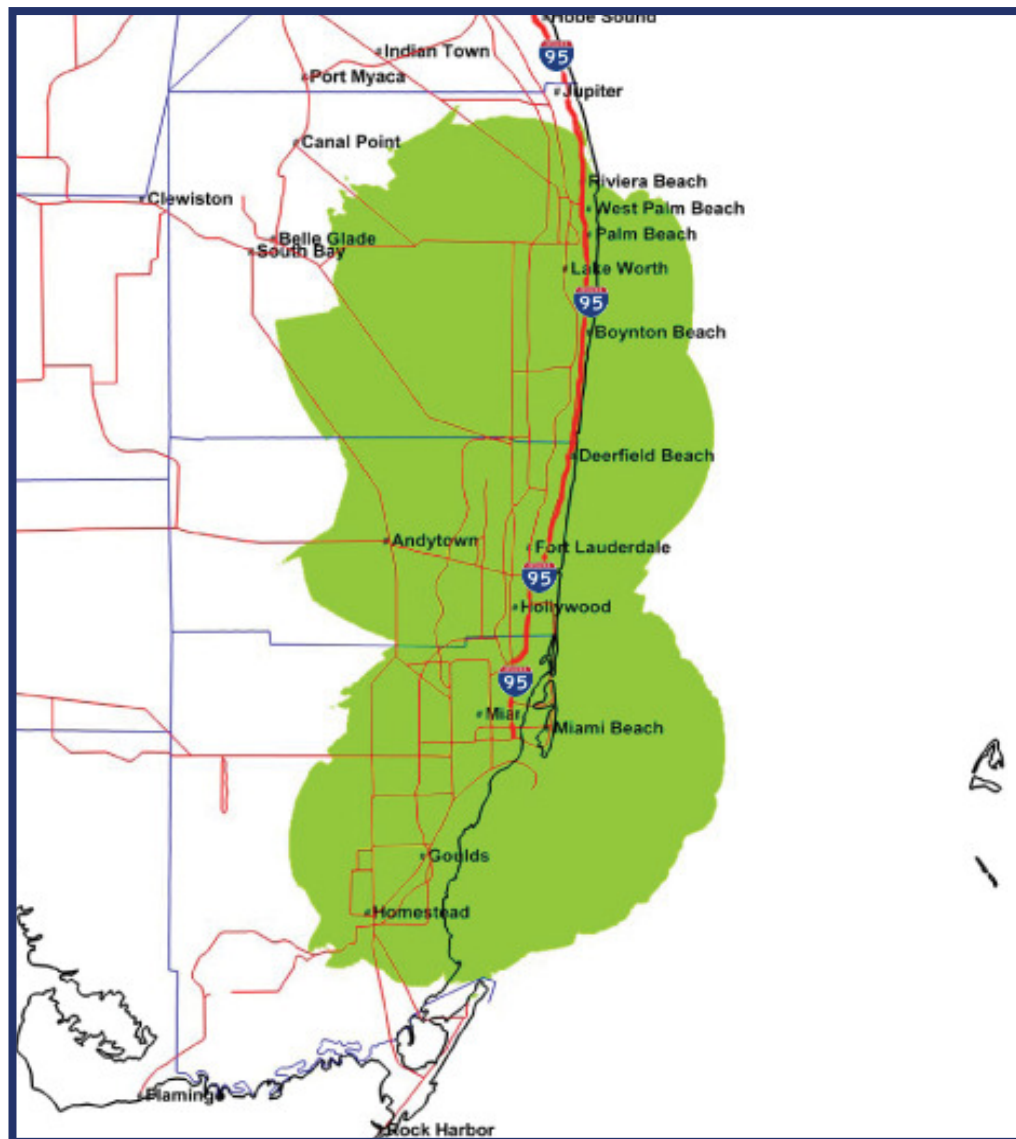 Hobe Sound
95
Indian Town
Port Myaca
Jupiter
Canal Point
Riviera Beach
Clewiston
West Palm Beach
Palm Beach
Belle Glade
South Bay
Lake Worth
95
Boynton Beach
Deerfield Beach
Andytown
Fort Lauderdale
95
Hollywood
95
Miami Beach
Goulds
Homestead
Flamingo
Rock Harbor